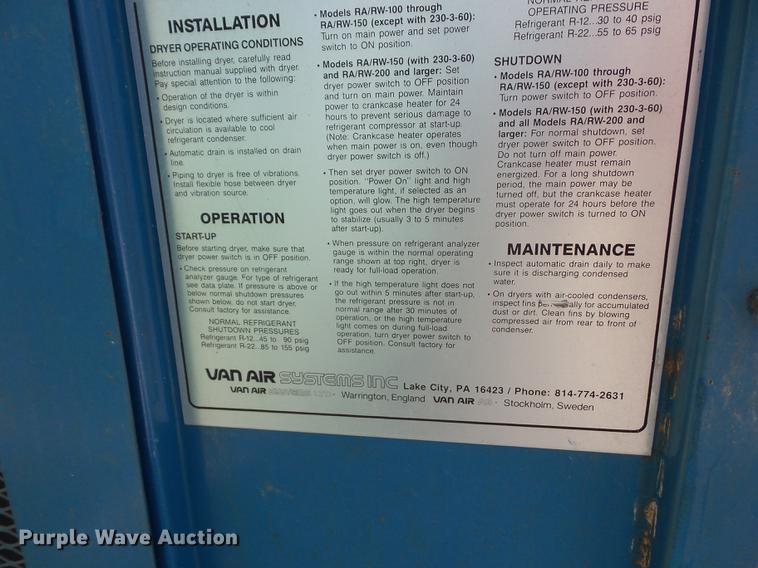 INSTALLATION
DRYER OPERATING CONDITIONS
Before installing dryer, carefully read
instruction manual supplied with dryer.
Pay special attention to the following:
• Operation of the dryer is within
design conditions.
• Dryer is located where sufficient air
circulation is available to cool
refrigerant condenser.
• Automatic drain is installed on drain
line.
• Piping to dryer is free of vibrations.
Install flexible hose between dryer
and vibration source.
OPERATION
START-UP
Before starting dryer, make sure that
dryer power switch is in OFF position.
• Check pressure on refrigerant
analyzer gauge. For type of refrigerant
see data plate. If pressure is above or
below normal shutdown pressures
shown below, do not start dryer.
Consult factory for assistance.
NORMAL REFRIGERANT
SHUTDOWN PRESSURES
Refrigerant R-12...45 to 90 psig
Refrigerant R-22...85 to 155 psig
• Models RA/RW-100 through
RA/RW-150 (except with 230-3-60):
Turn on main power and set power
switch to ON position.
• Models RA/RW-150 (with 230-3-60)
and RA/RW-200 and larger: Set
dryer power switch to OFF position
and turn on main power. Maintain
power to crankcase heater for 24
hours to prevent serious damage to
refrigerant compressor at start-up.
(Note: Crankcase heater operates
when main power is on, even though
dryer power switch is off.)
• Then set dryer power switch to ON
position. "Power On" light and high
temperature light, if selected as an
option, will glow. The high temperature
light goes out when the dryer begins
to stabilize (usually 3 to 5 minutes
after start-up).
• When pressure on refrigerant analyzer
gauge is within the normal operating
range shown at top right, dryer is
ready for full-load operation.
• If the high temperature light does not
go out within 5 minutes after start-up,
the refrigerant pressure is not in
normal range after 30 minutes of
operation, or the high temperature
light comes on during full-load
operation, turn dryer power switch to
OFF position. Consult factory for
assistance.
NORMAL REFRIGERANT
OPERATING PRESSURE
Refrigerant R-12...30 to 40 psig
Refrigerant R-22...55 to 65 psig
SHUTDOWN
• Models RA/RW-100 through
RA/RW-150 (except with 230-3-60):
Turn power switch to OFF position.
• Models RA/RW-150 (with 230-3-60)
and all Models RA/RW-200 and
larger: For normal shutdown, set
dryer power switch to OFF position.
Do not turn off main power.
Crankcase heater must remain
energized. For a long shutdown
period, the main power may be
turned off, but the crankcase heater
must operate for 24 hours before the
dryer power switch is turned to ON
position.
MAINTENANCE
• Inspect automatic drain daily to make
sure it is discharging condensed
water.
• On dryers with air-cooled condensers,
inspect fins for accumulated
dust or dirt. Clean fins by blowing
compressed air from rear to front of
condenser.
VAN AIR SYSTEMS INC Lake City, PA 16423 / Phone: 814-774-2631
VAN AIR SYSTEMS LTD • Warrington, England VAN AIR AB • Stockholm, Sweden
Purple Wave Auction